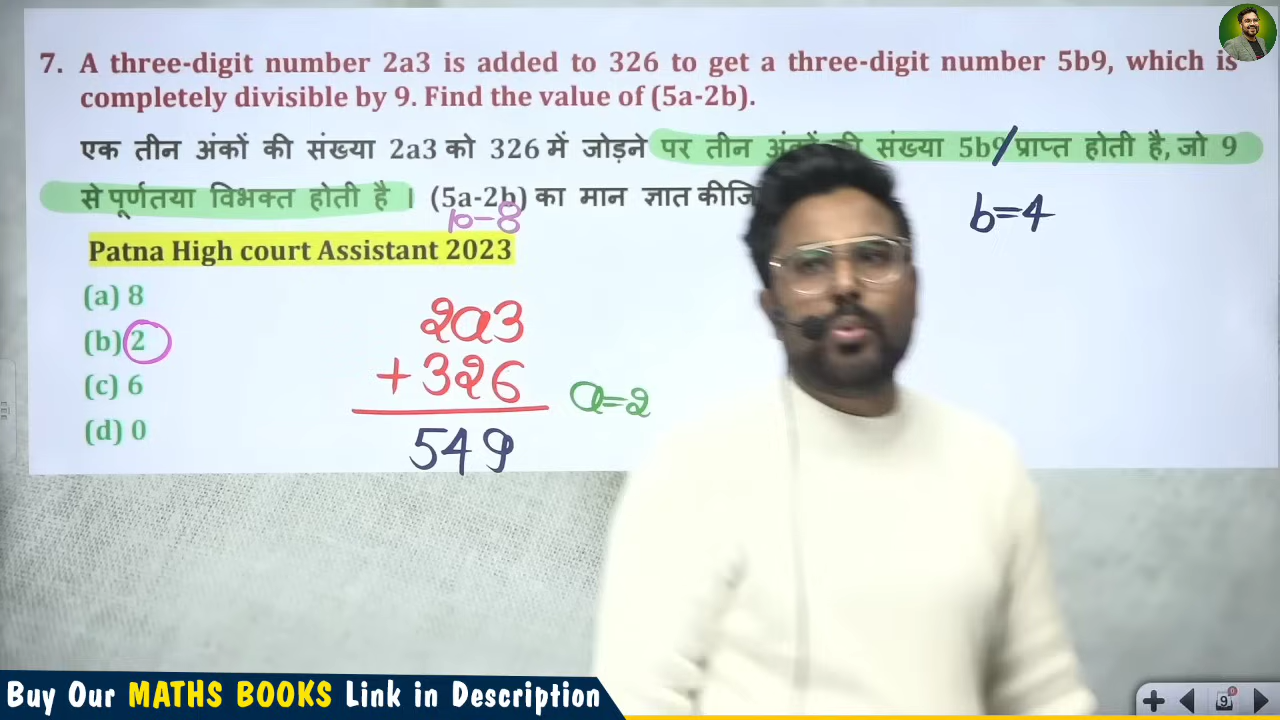 7. A three-digit number 2a3 is added to 326 to get a three-digit number 5b9, which is
completely divisible by 9. Find the value of (5a-2b).
एक तीन अंकों की संख्या 2a3 को 326 में जोड़ने पर तीन अंकों की संख्या 5b9 प्राप्त होती है, जो 9
से पूर्णतया विभक्त होती है । (5a-2b) का मान ज्ञात
b=4
10-8
Patna High court Assistant 2023
(a) 8
(b) 2
(c) 6
(d) 0
2a3
+326
a=2
549
Buy Our MATHS BOOKS Link in Description
9